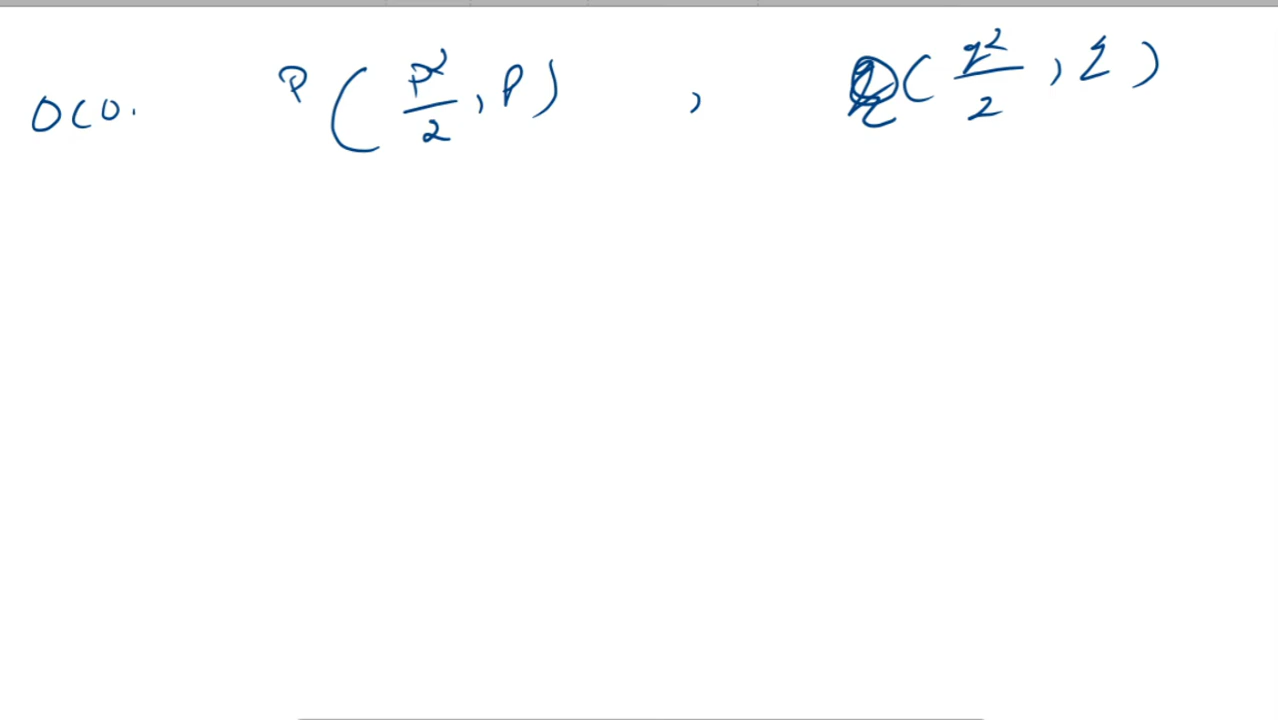 O(0. P(p²/2, p) , Q(q²/2, q)